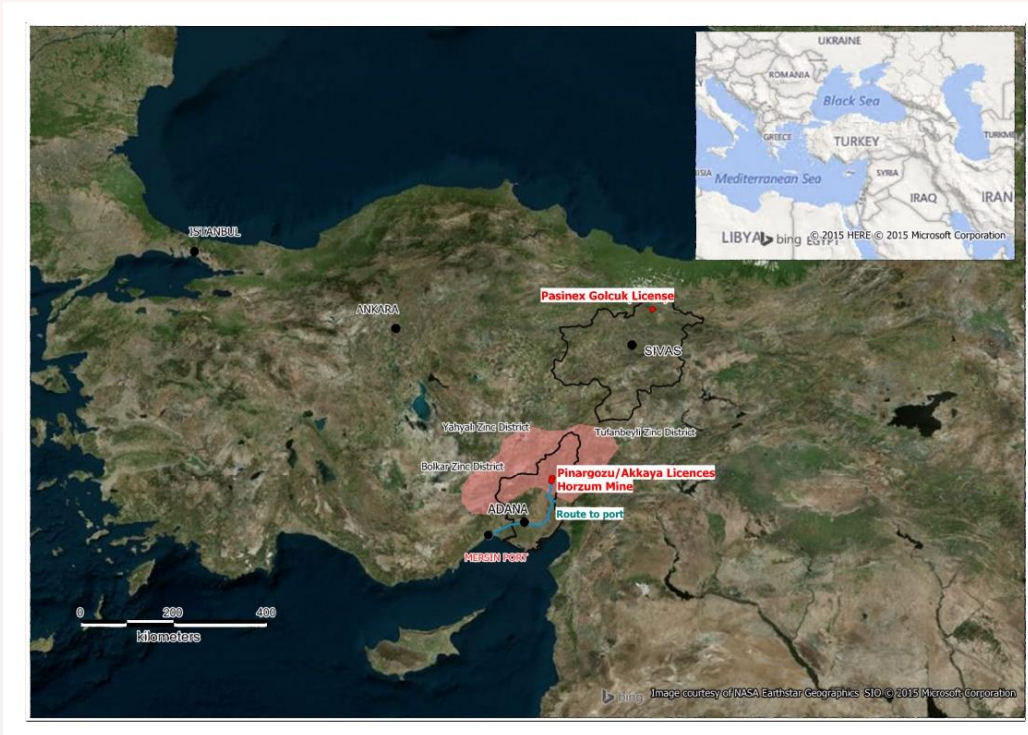 UKRAINE
ROMANIA
Black Sea
GREECE
TURKEY
TURKM
SYRIA
ISIA
Mediterranean Sea
IRAQ
IRAN
LIBYA
bing
EGYPT
© 2015 HERE © 2015 Microsoft Corporation
ISTANBUL
Pasinex Golcuk License
ANKARA
SIVAS
Yahyali Zinc District
Tufanbeyli Zinc District
Bolkar Zinc District
Pinargozu/Akkaya Licences
Horzum Mine
ADANA
Route to port
MERSIN PORT
0 200 400
kilometers
bing
Image courtesy of NASA Earthstar Geographics SIO © 2015 Microsoft Corporation